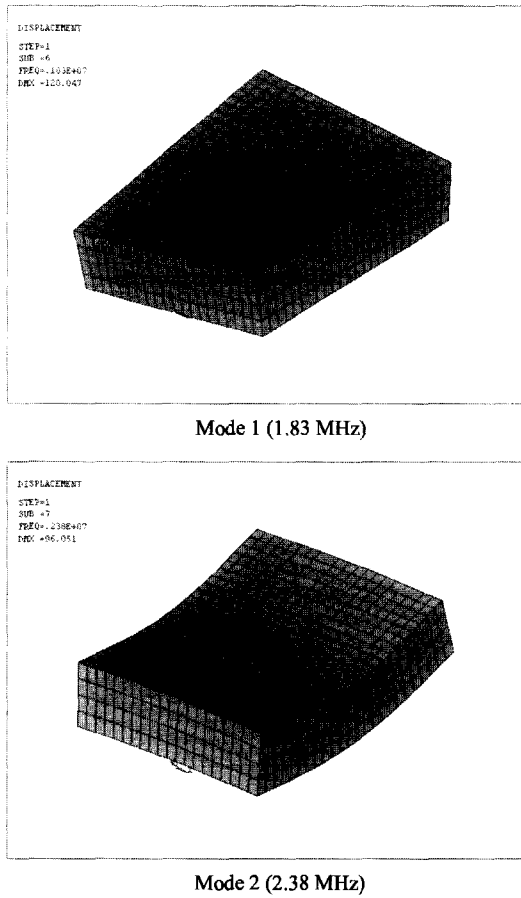 DISPLACEMENT
STEP=1
SUB =6
FREQ=.183E+07
DMX =120.047
Mode 1 (1.83 MHz)
DISPLACEMENT
STEP=1
SUB =7
FREQ=.238E+07
DMX =96.051
Mode 2 (2.38 MHz)